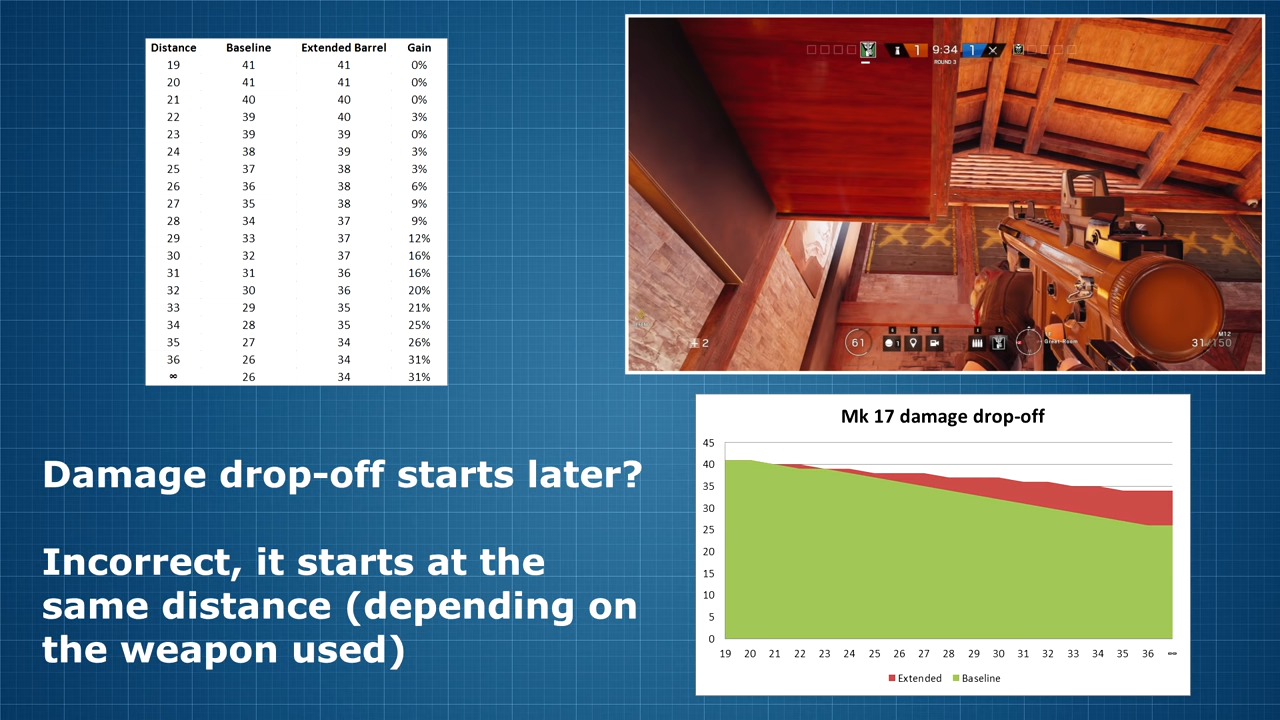 Distance Baseline Extended Barrel Gain
19 41 41 0%
20 41 41 0%
21 40 40 0%
22 39 40 3%
23 39 39 0%
24 38 39 3%
25 37 38 3%
26 36 38 6%
27 35 38 9%
28 34 37 9%
29 33 37 12%
30 32 37 16%
31 31 36 16%
32 30 36 20%
33 29 35 21%
34 28 35 25%
35 27 34 26%
36 26 34 31%
∞ 26 34 31%
1 9:34 1
ROUND 3
2
61
Great Room
M12
31/150
Damage drop-off starts later?
Incorrect, it starts at the
same distance (depending on
the weapon used)
Mk 17 damage drop-off
45
40
35
30
25
20
15
10
5
0
19 20 21 22 23 24 25 26 27 28 29 30 31 32 33 34 35 36 ∞
Extended Baseline